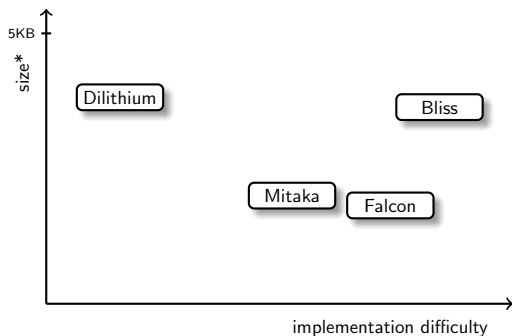 5KB
size*
Dilithium
Bliss
Mitaka
Falcon
implementation difficulty